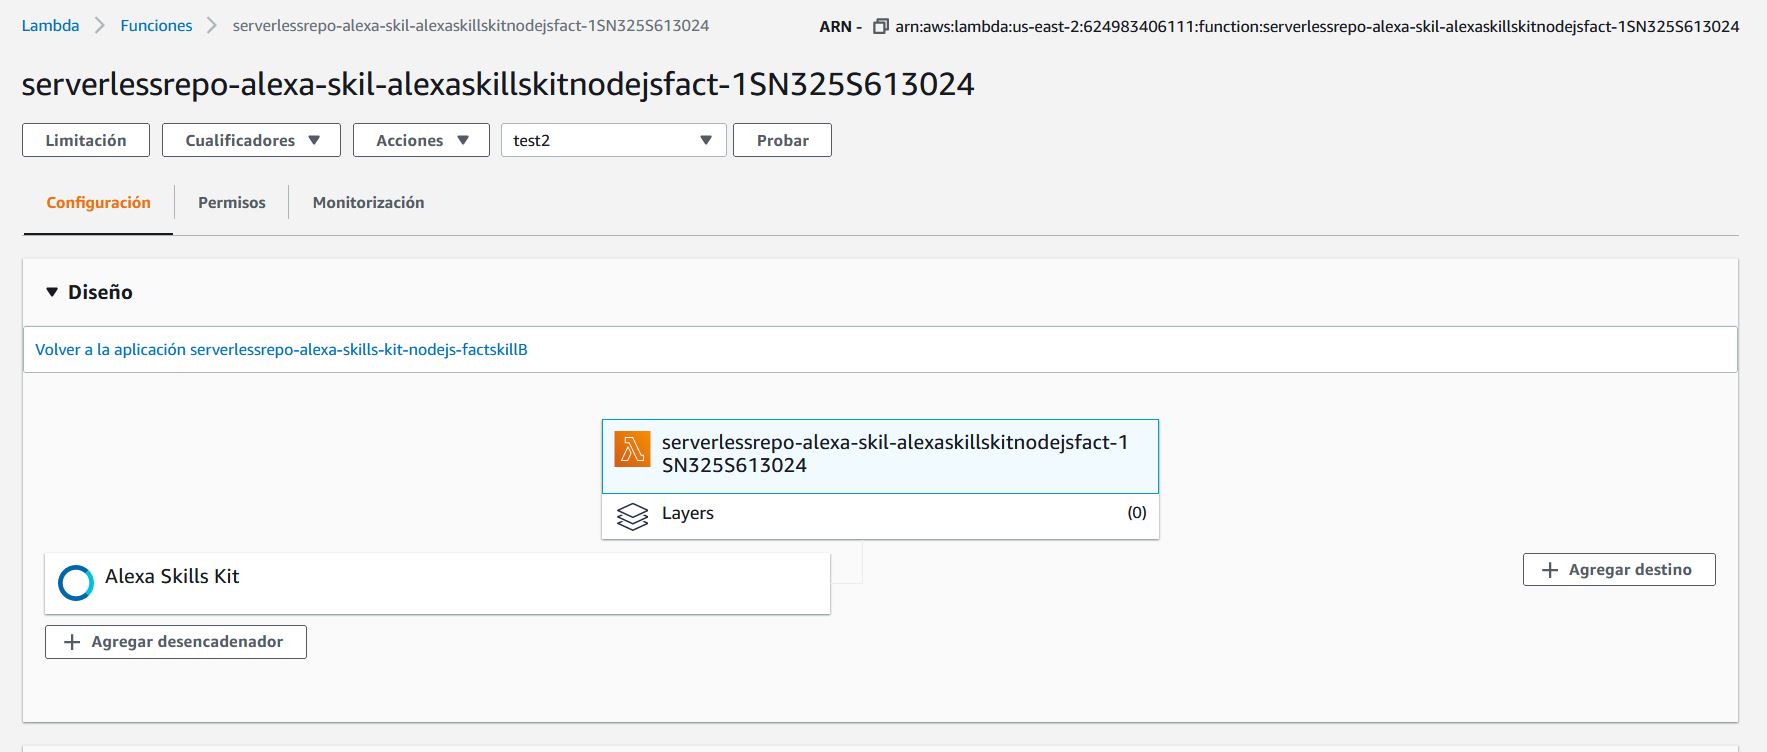 Lambda > Funciones > serverlessrepo-alexa-skil-alexaskillskitnodejsfact-1SN325S613024
ARN - arn:aws:lambda:us-east-2:624983406111:function:serverlessrepo-alexa-skil-alexaskillskitnodejsfact-1SN325S613024
serverlessrepo-alexa-skil-alexaskillskitnodejsfact-1SN325S613024
Limitación Cualificadores Acciones test2 Probar
Configuración Permisos Monitorización
Diseño
Volver a la aplicación serverlessrepo-alexa-skills-kit-nodejs-factskillB
serverlessrepo-alexa-skil-alexaskillskitnodejsfact-1
SN325S613024
Layers (0)
Alexa Skills Kit
+ Agregar destino
+ Agregar desencadenador